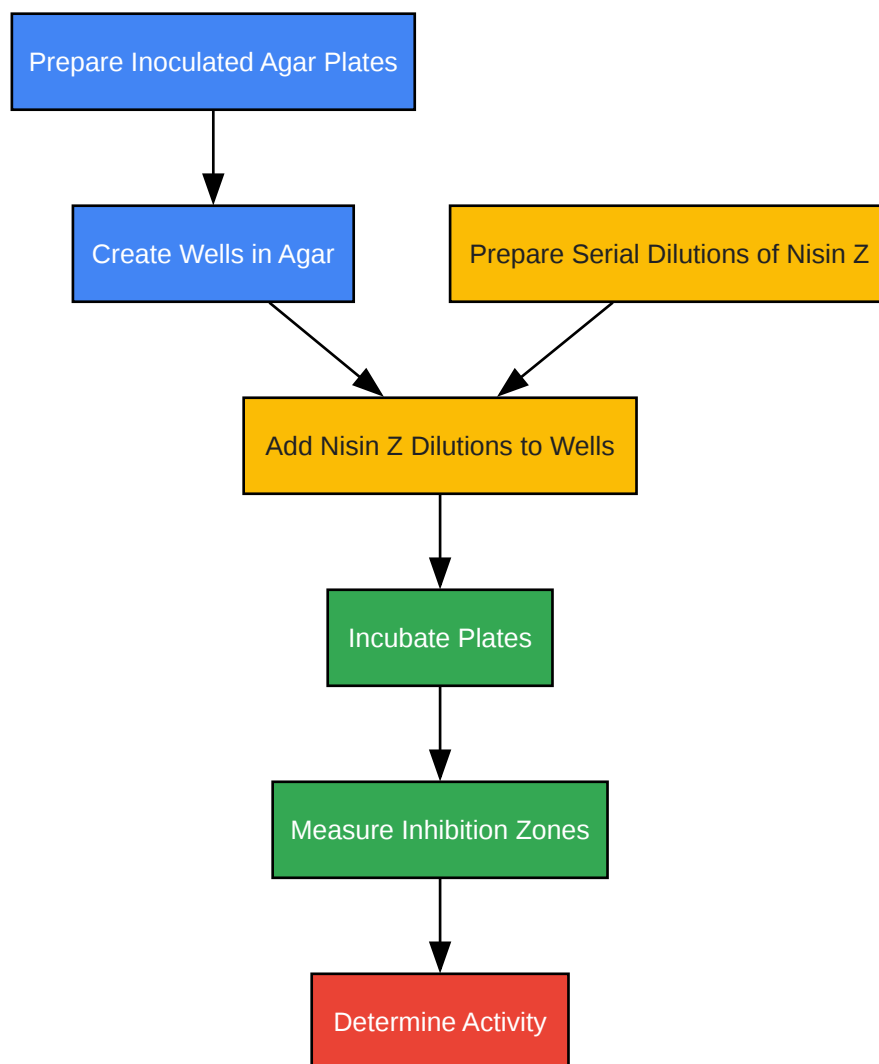 Prepare Inoculated Agar Plates
Create Wells in Agar
Prepare Serial Dilutions of Nisin Z
Add Nisin Z Dilutions to Wells
Incubate Plates
Measure Inhibition Zones
Determine Activity